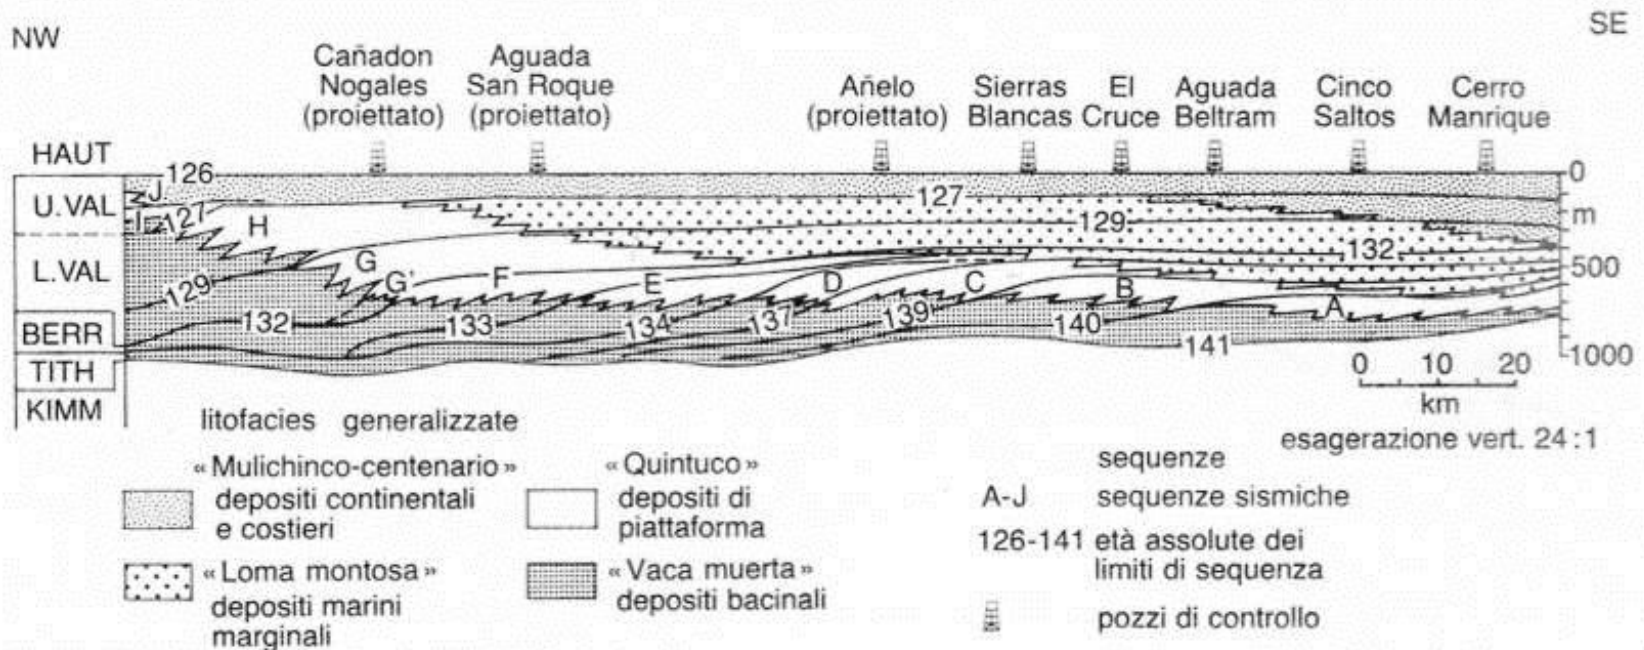 NW
SE
Cañadon
Nogales
(proiettato)
Aguada
San Roque
(proiettato)
Añelo
(proiettato)
Sierras
Blancas
El
Cruce
Aguada
Beltram
Cinco
Saltos
Cerro
Manrique
HAUT
U.VAL
L.VAL
BERR
TITH
KIMM
126
J
I
127
H
127
129
132
G
G'
F
E
D
C
B
A
129
132
133
134
137
139
140
141
0
m
500
1000
0 10 20
km
esagerazione vert. 24:1
litofacies generalizzate
«Mulichinco-centenario»
depositi continentali
e costieri
«Loma montosa»
depositi marini
marginali
«Quintuco»
depositi di
piattaforma
«Vaca muerta»
depositi bacinali
sequenze
A-J sequenze sismiche
126-141 età assolute dei
limiti di sequenza
pozzi di controllo